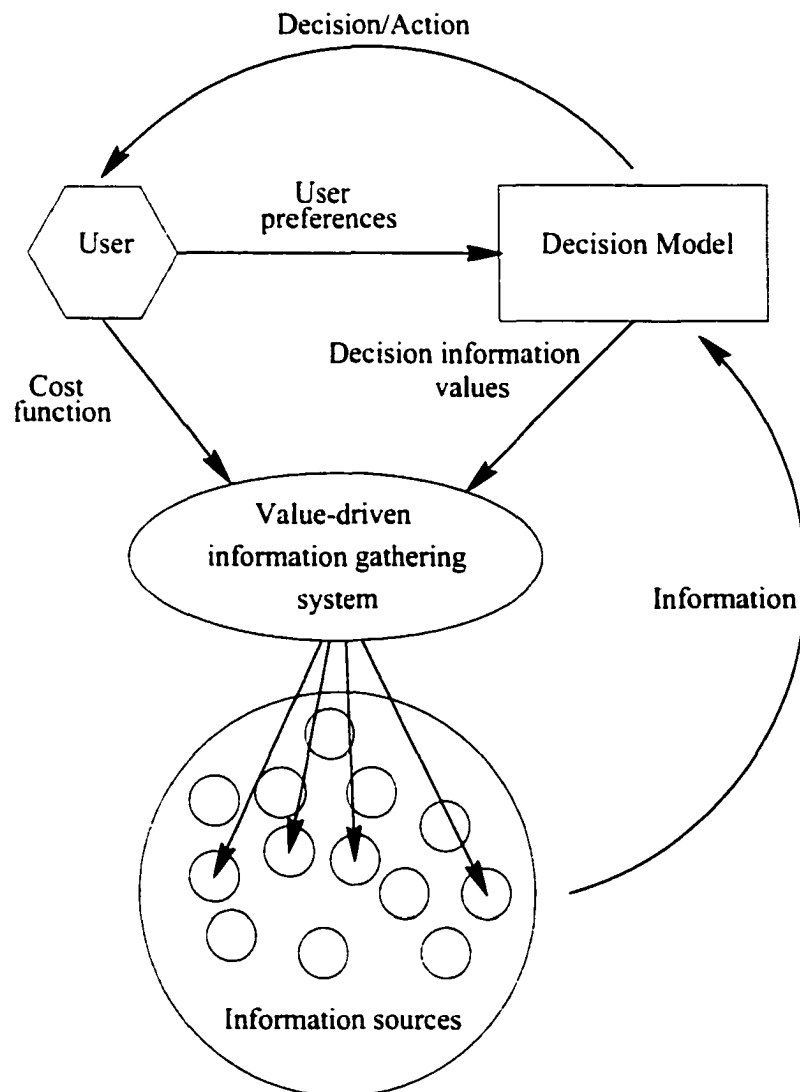 Decision/Action
User
preferences
User
Decision Model
Decision information
values
Cost
function
Value-driven
information gathering
system
Information
Information sources